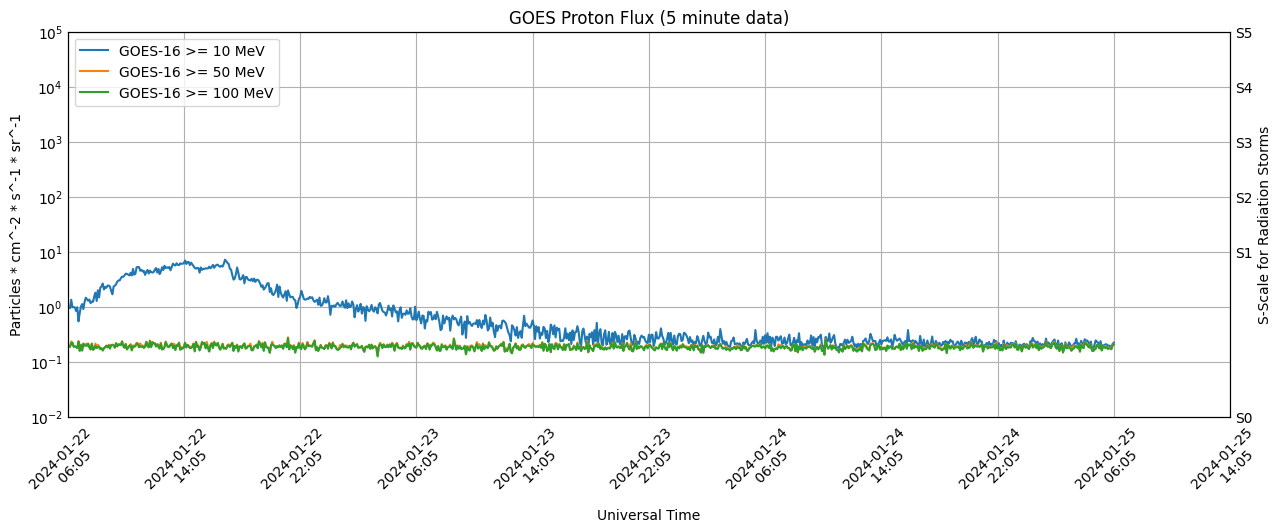 GOES Proton Flux (5 minute data)
GOES-16 >= 10 MeV
GOES-16 >= 50 MeV
GOES-16 >= 100 MeV
Particles * cm^-2 * s^-1 * sr^-1
10^5
10^4
10^3
10^2
10^1
10^0
10^-1
10^-2
S5
S4
S3
S2
S1
S0
S-Scale for Radiation Storms
2024-01-22
06:05
2024-01-22
14:05
2024-01-22
22:05
2024-01-23
06:05
2024-01-23
14:05
2024-01-23
22:05
2024-01-24
06:05
2024-01-24
14:05
2024-01-24
22:05
2024-01-25
06:05
2024-01-25
14:05
Universal Time